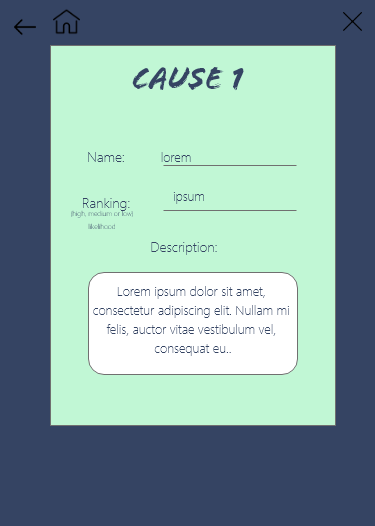 CAUSE 1
Name: lorem
Ranking: ipsum
(high, medium or low)
likelihood
Description:
Lorem ipsum dolor sit amet,
consectetur adipiscing elit. Nullam mi
felis, auctor vitae vestibulum vel,
consequat eu..